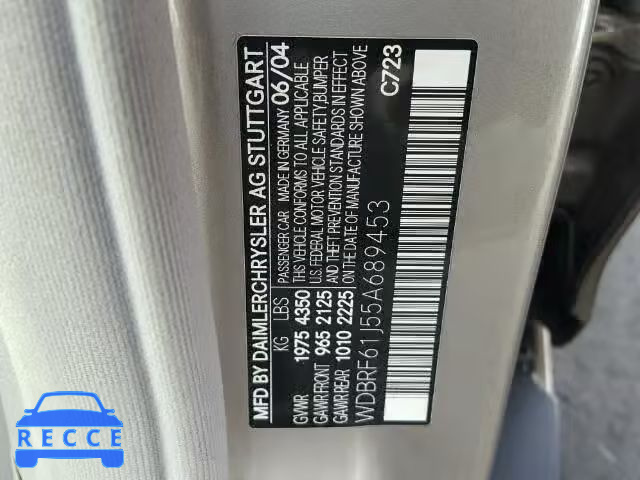 MFD BY DAIMLERCHRYSLER AG STUTTGART
KG LBS PASSENGER CAR MADE IN GERMANY 06/04
GVWR 1975 4350 THIS VEHICLE CONFORMS TO ALL APPLICABLE
GAWR FRONT 965 2125 U.S. FEDERAL MOTOR VEHICLE SAFETY, BUMPER
GAWR REAR 1010 2225 AND THEFT PREVENTION STANDARDS IN EFFECT
ON THE DATE OF MANUFACTURE SHOWN ABOVE
WDBRF61J55A689453 C723
RECCE